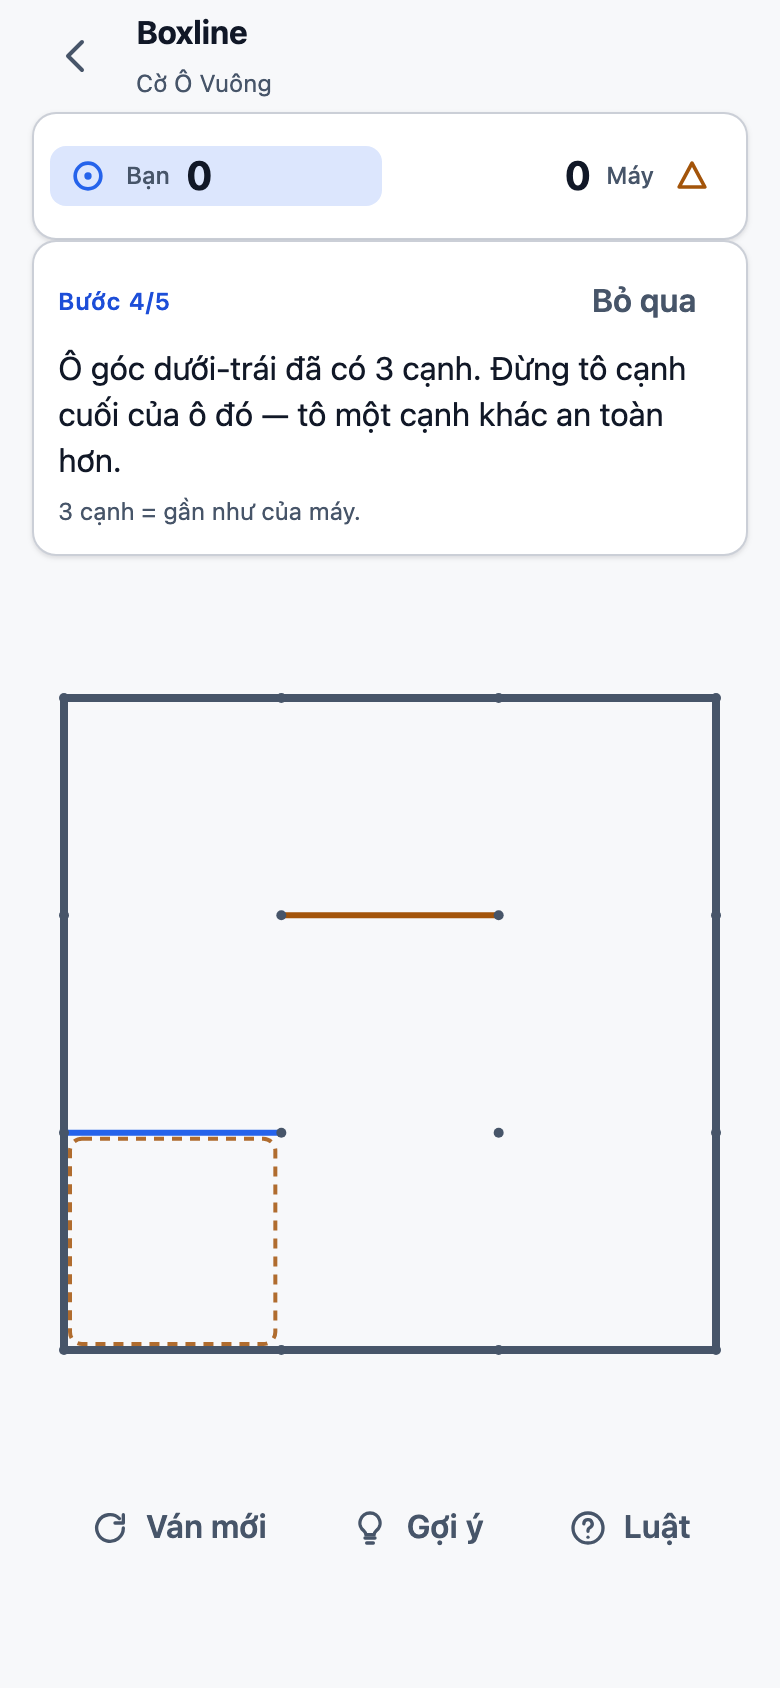 Boxline
Cờ Ô Vuông
Bạn 0
0 Máy
Bước 4/5
Bỏ qua
Ô góc dưới-trái đã có 3 cạnh. Đừng tô cạnh
cuối của ô đó — tô một cạnh khác an toàn
hơn.
3 cạnh = gần như của máy.
Ván mới
Gợi ý
Luật